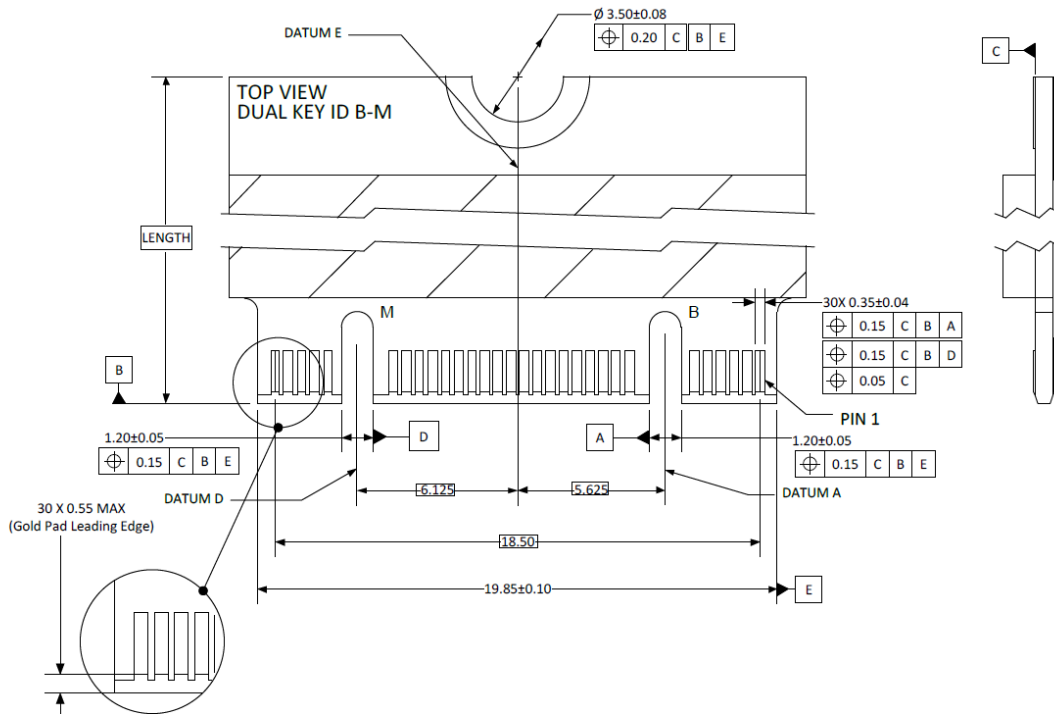 DATUM E
Ø 3.50±0.08
0.20 C B E
C
TOP VIEW
DUAL KEY ID B-M
LENGTH
M
B
30X 0.35±0.04
0.15 C B A
0.15 C B D
0.05 C
B
PIN 1
1.20±0.05
0.15 C B E
D
A
1.20±0.05
0.15 C B E
DATUM D
6.125
5.625
DATUM A
30 X 0.55 MAX
(Gold Pad Leading Edge)
18.50
19.85±0.10
E